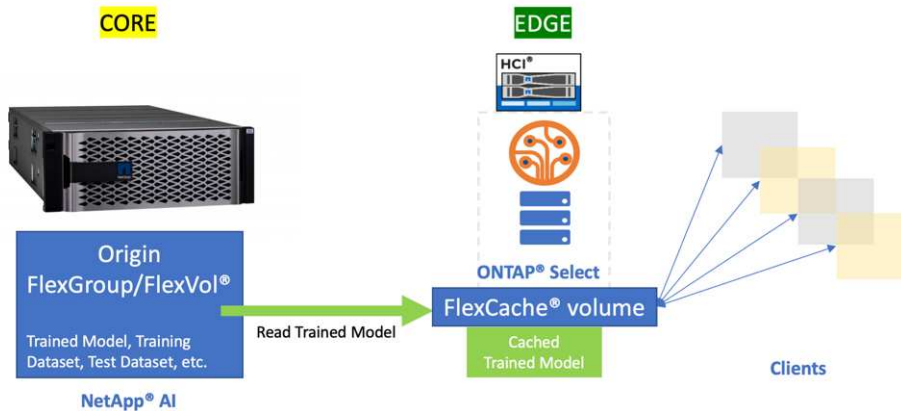 CORE
EDGE
HCI®
Origin
FlexGroup/FlexVol®
Trained Model, Training
Dataset, Test Dataset, etc.
NetApp® AI
Read Trained Model
ONTAP® Select
FlexCache® volume
Cached
Trained Model
Clients